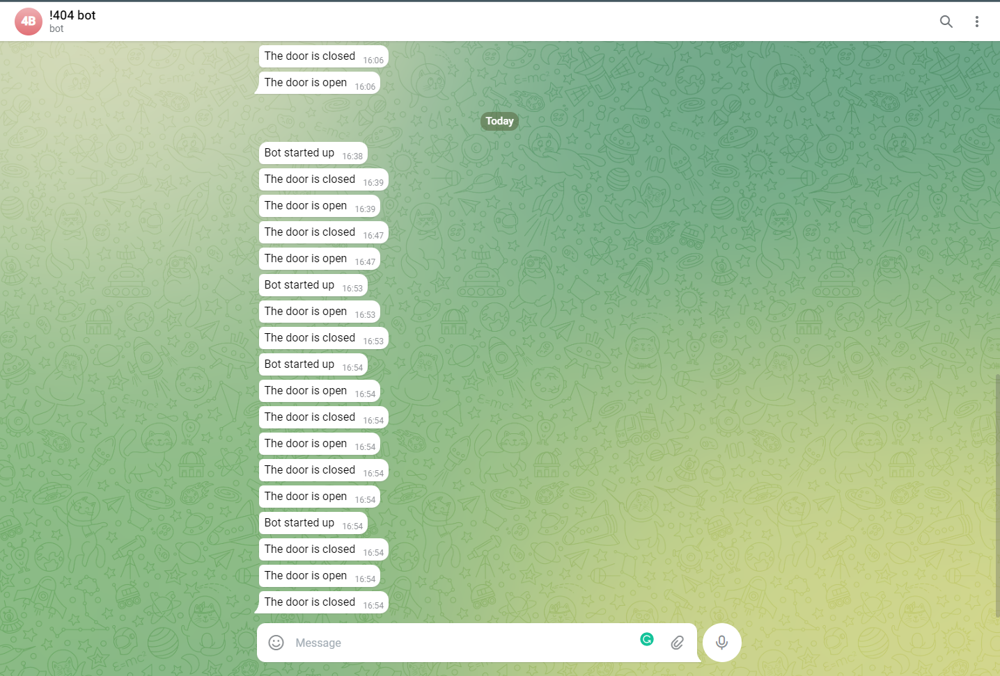 4B
!404 bot
bot
The door is closed 16:06
The door is open 16:06
Today
Bot started up 16:38
The door is closed 16:39
The door is open 16:39
The door is closed 16:47
The door is open 16:47
Bot started up 16:53
The door is open 16:53
The door is closed 16:53
Bot started up 16:54
The door is open 16:54
The door is closed 16:54
The door is open 16:54
The door is closed 16:54
The door is open 16:54
Bot started up 16:54
The door is closed 16:54
The door is open 16:54
The door is closed 16:54
Message